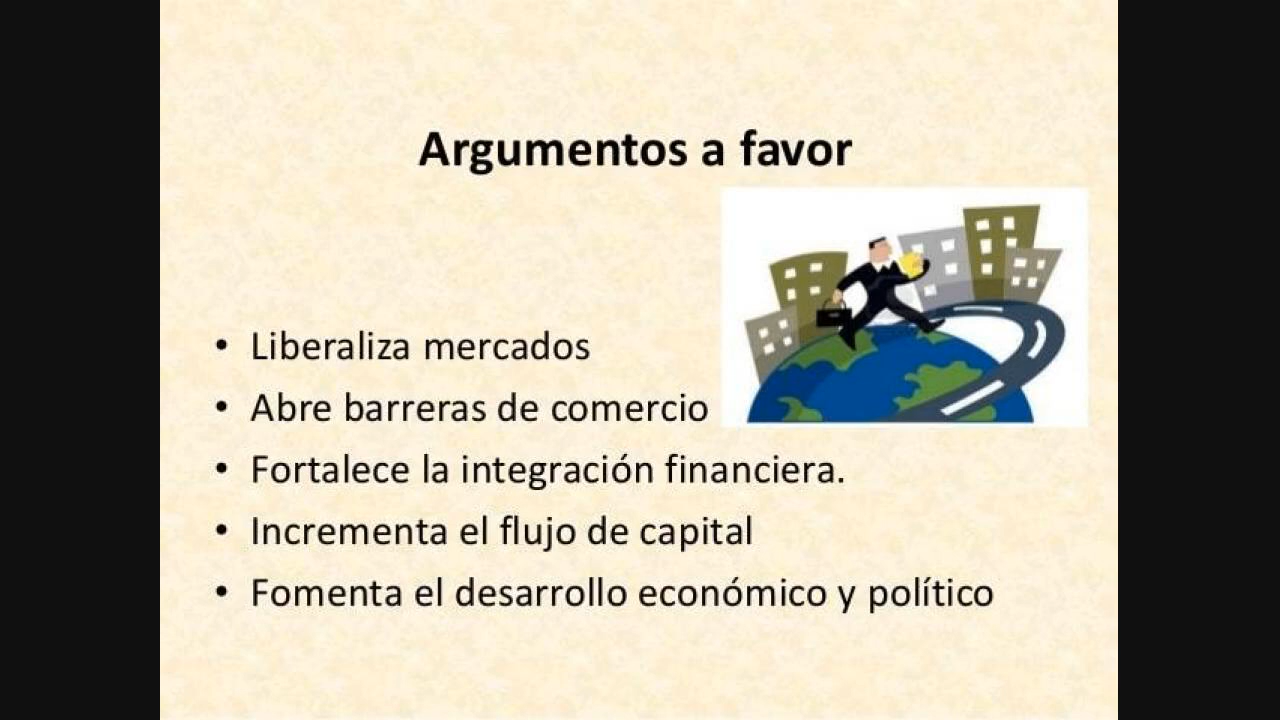 Argumentos a favor
• Liberaliza mercados
• Abre barreras de comercio
• Fortalece la integración financiera.
• Incrementa el flujo de capital
• Fomenta el desarrollo económico y político